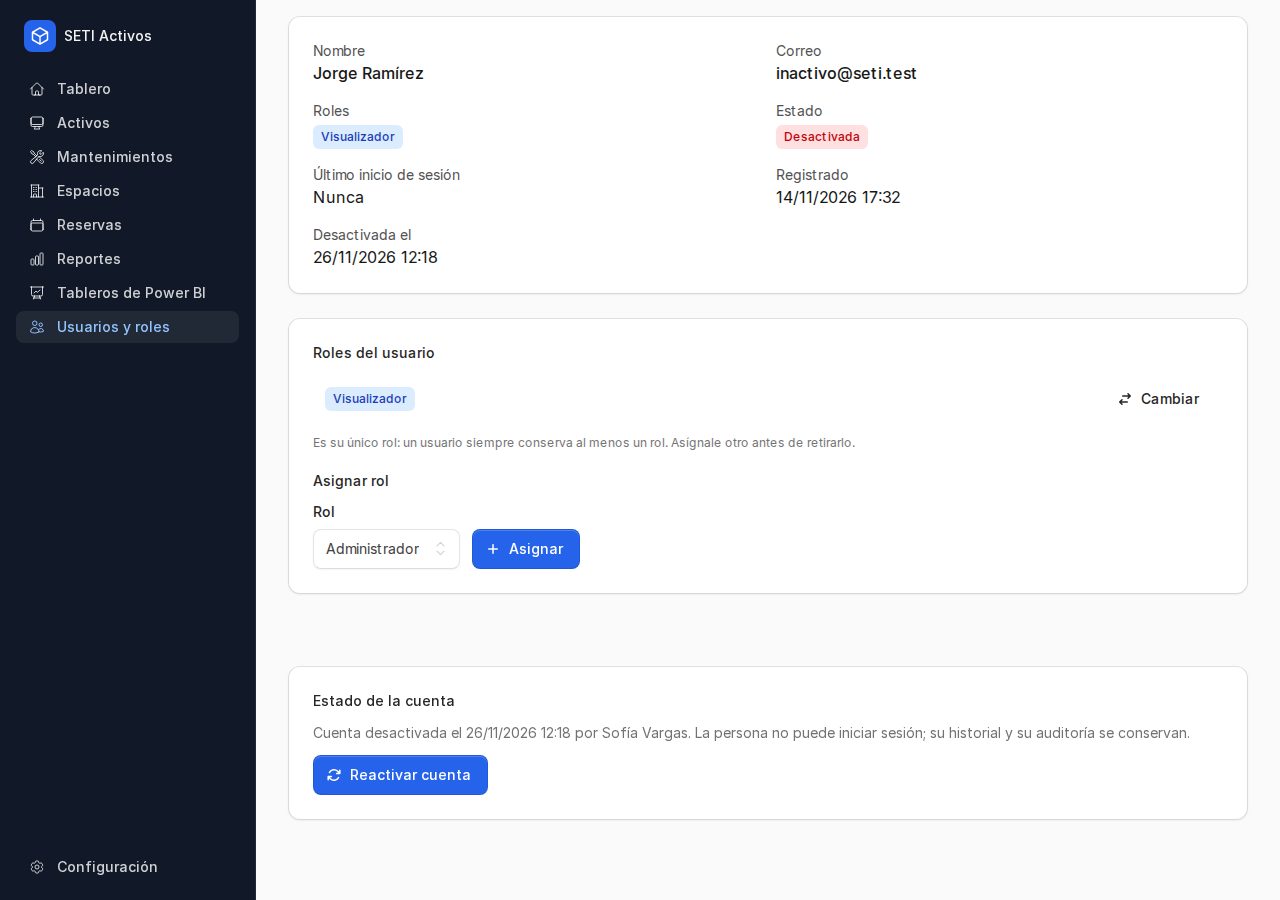 SETI Activos
Tablero
Activos
Mantenimientos
Espacios
Reservas
Reportes
Tableros de Power BI
Usuarios y roles
Configuración
Nombre
Jorge Ramírez
Correo
inactivo@seti.test
Roles
Visualizador
Estado
Desactivada
Último inicio de sesión
Nunca
Registrado
14/11/2026 17:32
Desactivada el
26/11/2026 12:18
Roles del usuario
Visualizador
Cambiar
Es su único rol: un usuario siempre conserva al menos un rol. Asígnale otro antes de retirarlo.
Asignar rol
Rol
Administrador
Asignar
Estado de la cuenta
Cuenta desactivada el 26/11/2026 12:18 por Sofía Vargas. La persona no puede iniciar sesión; su historial y su auditoría se conservan.
Reactivar cuenta